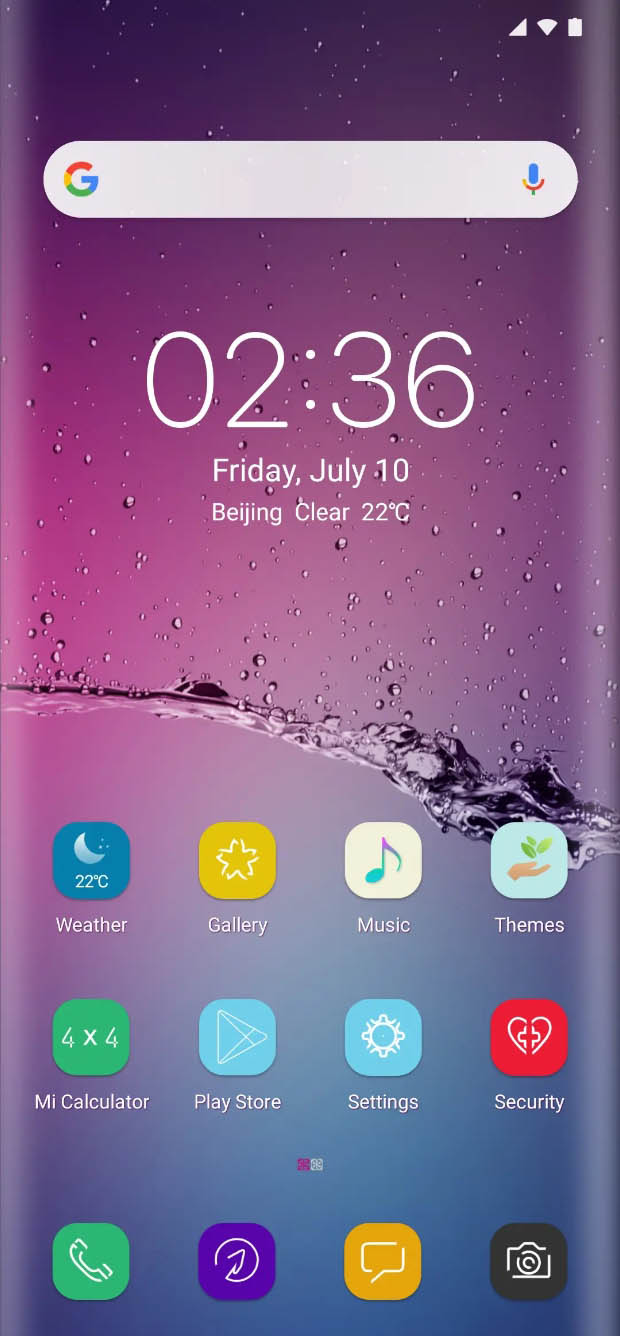 02:36
Friday, July 10
Beijing Clear 22℃
22℃
Weather Gallery Music Themes
4 x 4
Mi Calculator Play Store Settings Security